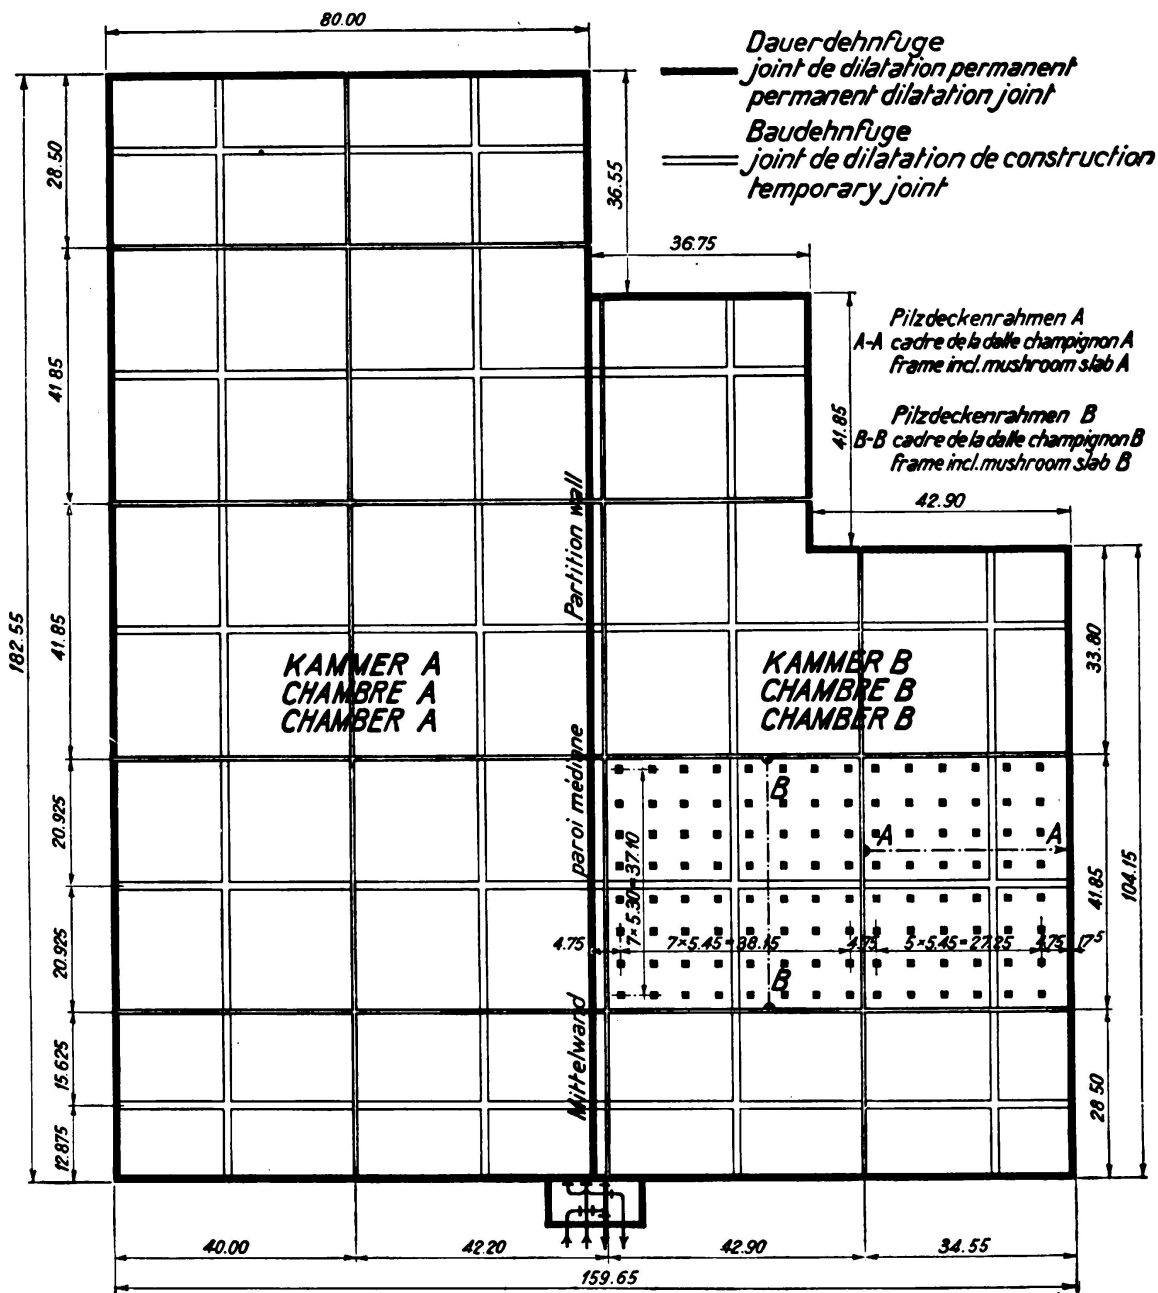 80.00
Dauerdehnfuge
joint de dilatation permanent
permanent dilatation joint
Baudehnfuge
joint de dilatation de construction
temporary joint
28.50
36.55
36.75
Pilzdeckenrahmen A
A-A cadre de la dalle champignon A
frame incl. mushroom slab A
41.85
41.85
Pilzdeckenrahmen B
B-B cadre de la dalle champignon B
frame incl. mushroom slab B
42.90
182.55
41.85
Partition wall
33.80
KAMMER A
CHAMBRE A
CHAMBER A
KAMMER B
CHAMBRE B
CHAMBER B
paroi médiane
20.925
B
A
A
7×5.30=37.10
41.85
104.15
20.925
4.75
7×5.45=38.15
4.75
5×5.45=27.25
4.75
17⁵
B
Mittelwand
15.625
28.50
12.875
40.00
42.20
42.90
34.55
159.65